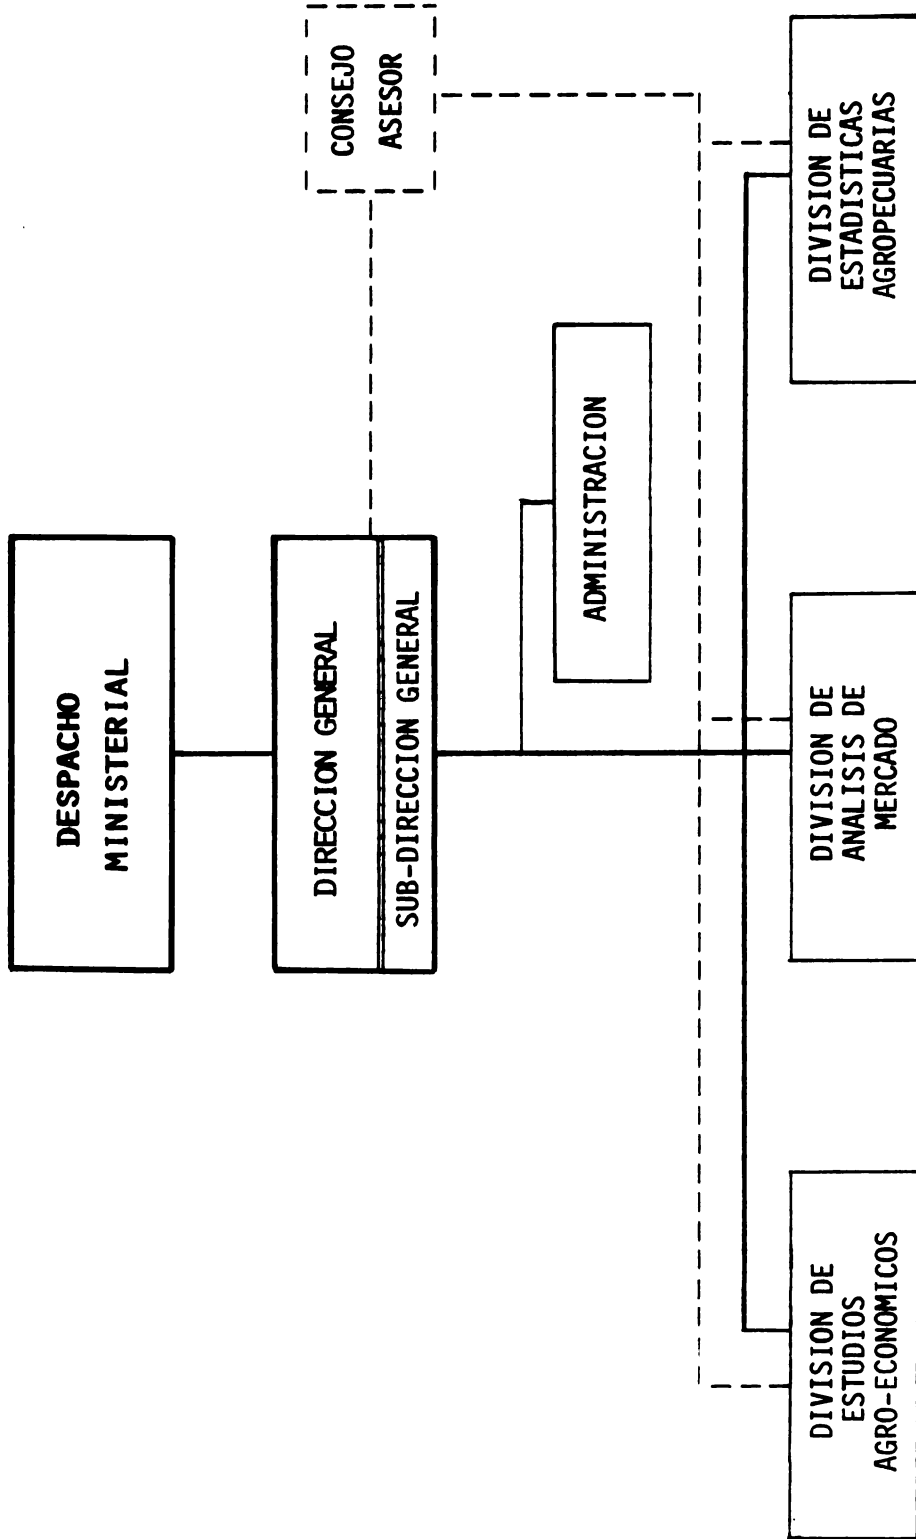 DESPACHO
MINISTERIAL
CONSEJO
ASESOR
DIRECCION GENERAL
SUB-DIRECCION GENERAL
ADMINISTRACION
DIVISION DE
ESTUDIOS
AGRO-ECONOMICOS
DIVISION DE
ANALISIS DE
MERCADO
DIVISION DE
ESTADISTICAS
AGROPECUARIAS